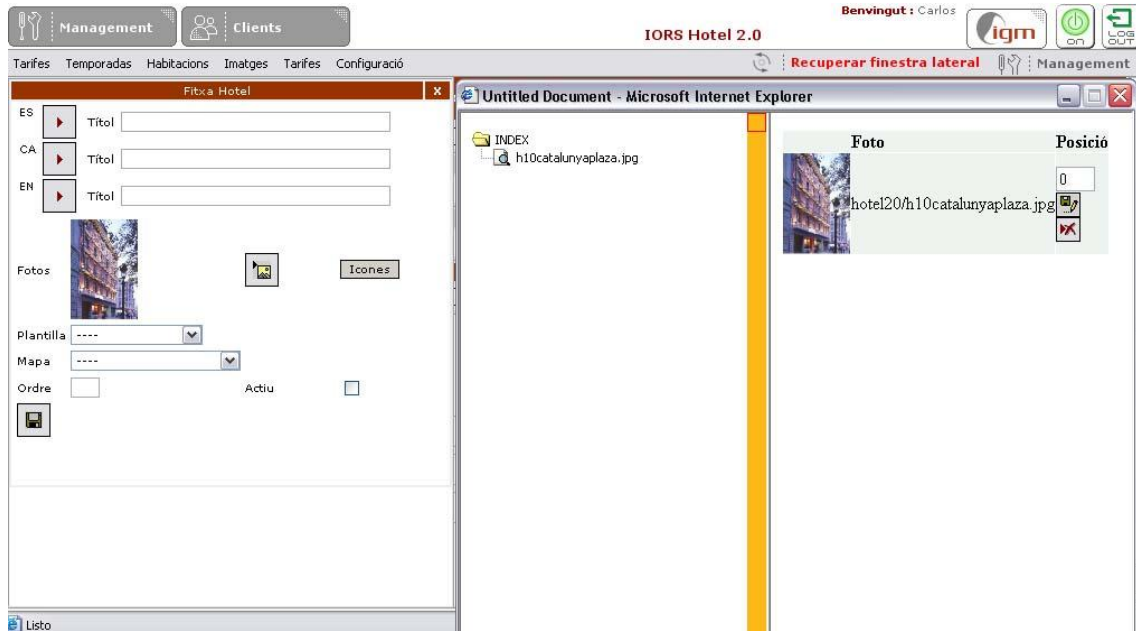 Management
Clients
IORS Hotel 2.0
Benvingut : Carlos
igm
on
LOG OUT
Tarifes Temporadas Habitacions Imatges Tarifes Configuració
Recuperar finestra lateral
Management
Fitxa Hotel x
ES Títol
CA Títol
EN Títol
Fotos Icones
Plantilla ----
Mapa ----
Ordre Actiu
Listo
Untitled Document - Microsoft Internet Explorer
INDEX
h10catalunyaplaza.jpg
Foto Posició
0
hotel20/h10catalunyaplaza.jpg